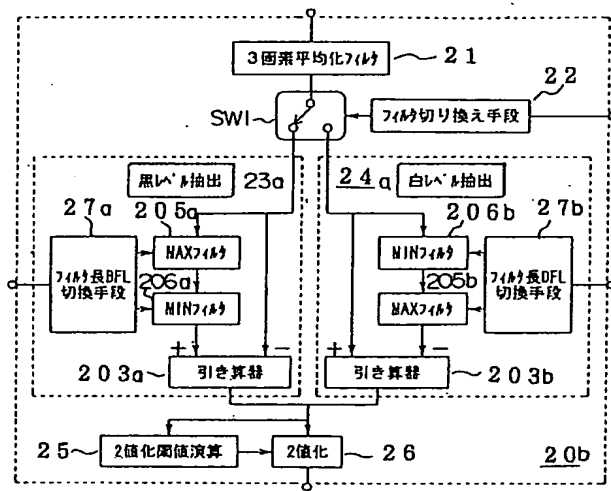 3画素平均化フィルタ
21
22
SW1
フィルタ切り換え手段
黒レベル抽出
23a
24a
白レベル抽出
27a
205a
206b
27b
MAXフィルタ
MINフィルタ
フィルタ長BFL
切換手段
206a
205b
フィルタ長DFL
切換手段
MINフィルタ
MAXフィルタ
+
−
+
−
203a
引き算器
引き算器
203b
25
2値化閾値演算
2値化
26
20b